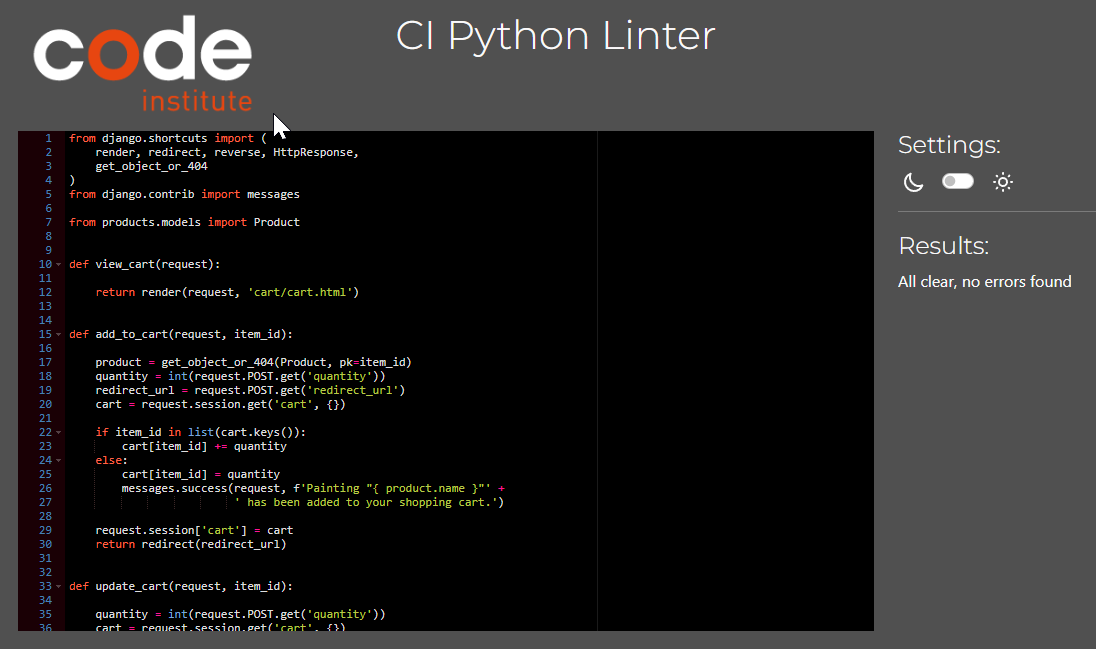 code
institute
CI Python Linter
1 from django.shortcuts import (
2     render, redirect, reverse, HttpResponse,
3     get_object_or_404
4 )
5 from django.contrib import messages
6
7 from products.models import Product
8
9
10 def view_cart(request):
11
12     return render(request, 'cart/cart.html')
13
14
15 def add_to_cart(request, item_id):
16
17     product = get_object_or_404(Product, pk=item_id)
18     quantity = int(request.POST.get('quantity'))
19     redirect_url = request.POST.get('redirect_url')
20     cart = request.session.get('cart', {})
21
22     if item_id in list(cart.keys()):
23         cart[item_id] += quantity
24     else:
25         cart[item_id] = quantity
26         messages.success(request, f'Painting "{ product.name }"' +
27                          ' has been added to your shopping cart.')
28
29     request.session['cart'] = cart
30     return redirect(redirect_url)
31
32
33 def update_cart(request, item_id):
34
35     quantity = int(request.POST.get('quantity'))
36     cart = request.session.get('cart', {})
Settings:
Results:
All clear, no errors found